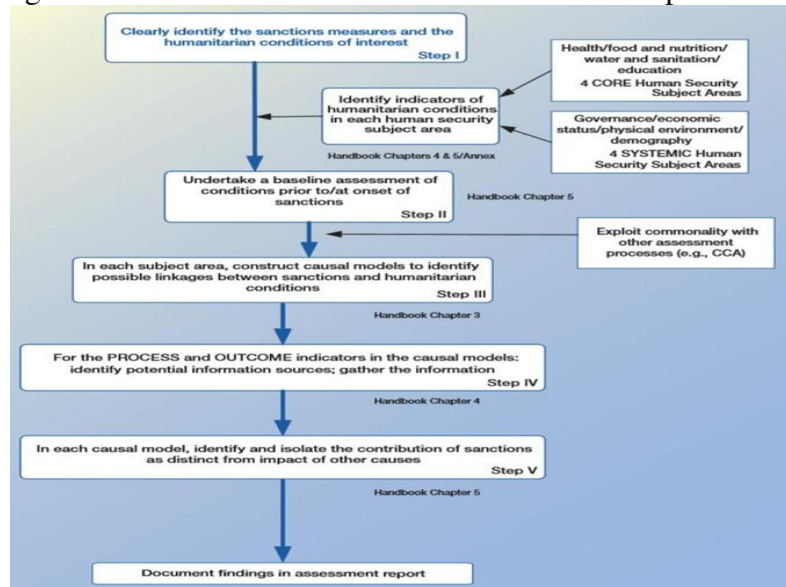 Clearly identify the sanctions measures and the
humanitarian conditions of interest
Step I
Health/food and nutrition/
water and sanitation/
education
4 CORE Human Security
Subject Areas
Identify indicators of
humanitarian conditions
in each human security
subject area
Governance/economic
status/physical environment/
demography
4 SYSTEMIC Human
Security Subject Areas
Handbook Chapters 4 & 5/Annex
Undertake a baseline assessment of
conditions prior to/at onset of
sanctions
Step II
Handbook Chapter 5
Exploit commonality with
other assessment
processes (e.g., CCA)
In each subject area, construct causal models to identify
possible linkages between sanctions and humanitarian
conditions
Step III
Handbook Chapter 3
For the PROCESS and OUTCOME indicators in the causal models:
identify potential information sources; gather the information
Step IV
Handbook Chapter 4
In each causal model, identify and isolate the contribution of sanctions
as distinct from impact of other causes
Step V
Handbook Chapter 5
Document findings in assessment report